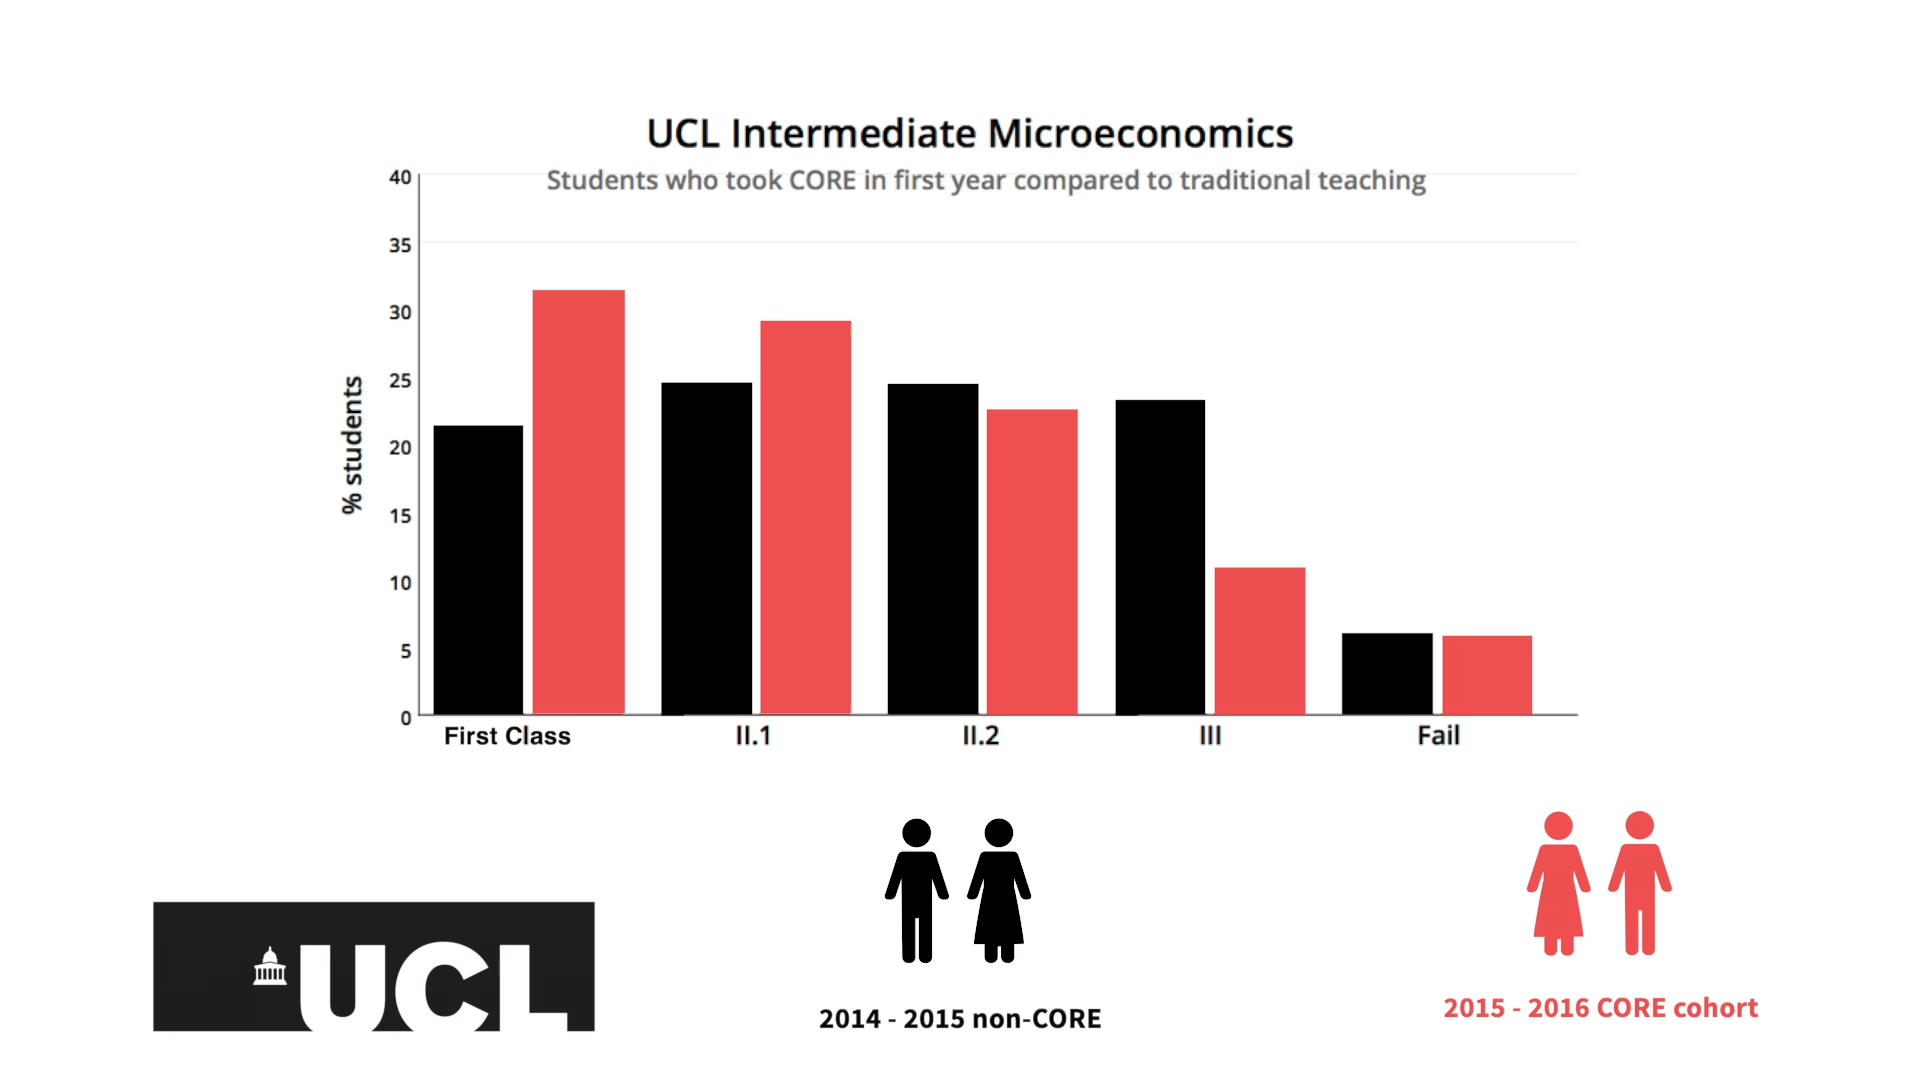 UCL Intermediate Microeconomics
Students who took CORE in first year compared to traditional teaching
40
35
30
25
20
15
10
5
0
% students
First Class
II.1
II.2
III
Fail
UCL
2014 - 2015 non-CORE
2015 - 2016 CORE cohort